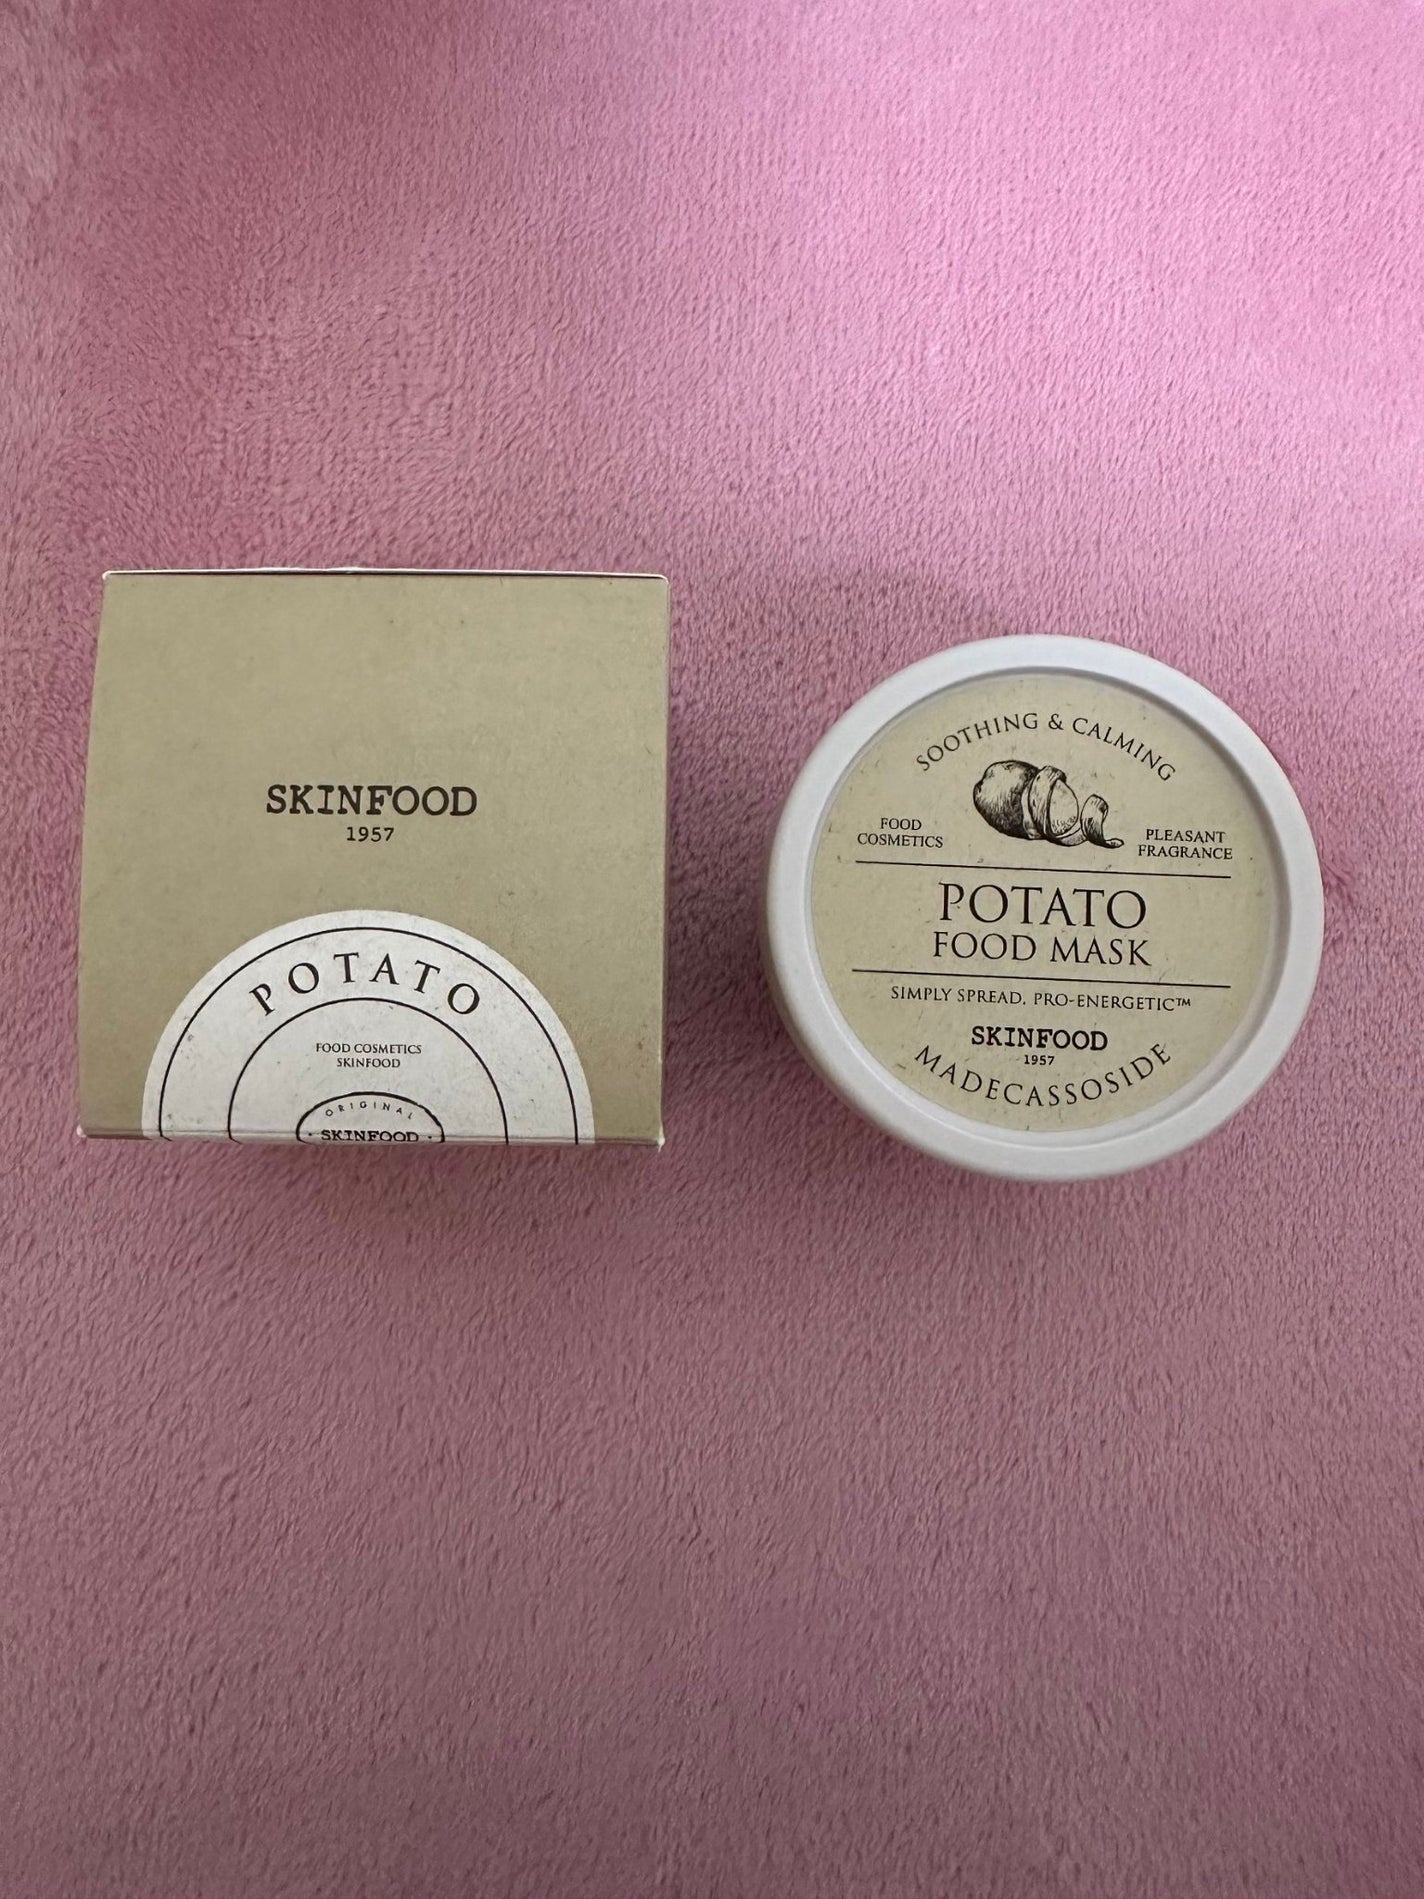 SKINFOOD
1957
POTATO
FOOD COSMETICS
SKINFOOD
ORIGINAL
· SKINFOOD ·
SOOTHING & CALMING
FOOD
COSMETICS
PLEASANT
FRAGRANCE
POTATO
FOOD MASK
SIMPLY SPREAD, PRO-ENERGETIC™
SKINFOOD
1957
MADECASSOSIDE